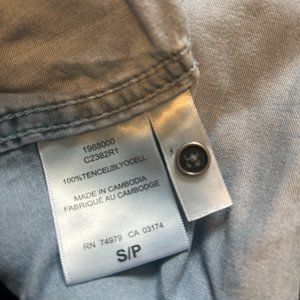 1988000
C2382R1
100%TENCEL®LYOCELL
MADE IN CAMBODIA
FABRIQUÉ AU CAMBODGE
RN 74979 CA 03174
S/P